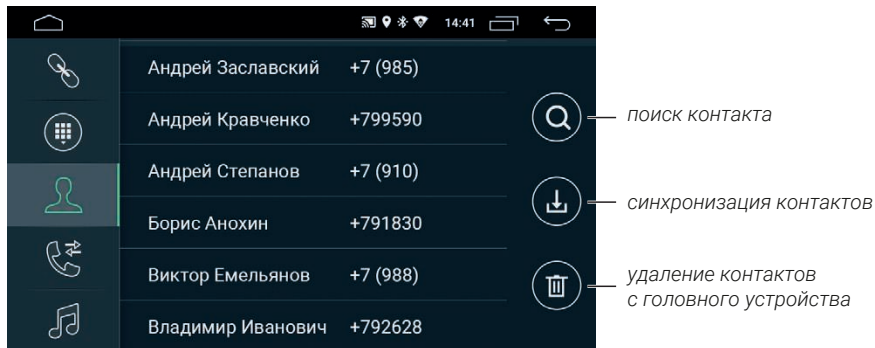 14:41
Андрей Заславский +7 (985)
Андрей Кравченко +799590
Андрей Степанов +7 (910)
Борис Анохин +791830
Виктор Емельянов +7 (988)
Владимир Иванович +792628
поиск контакта
синхронизация контактов
удаление контактов
с головного устройства